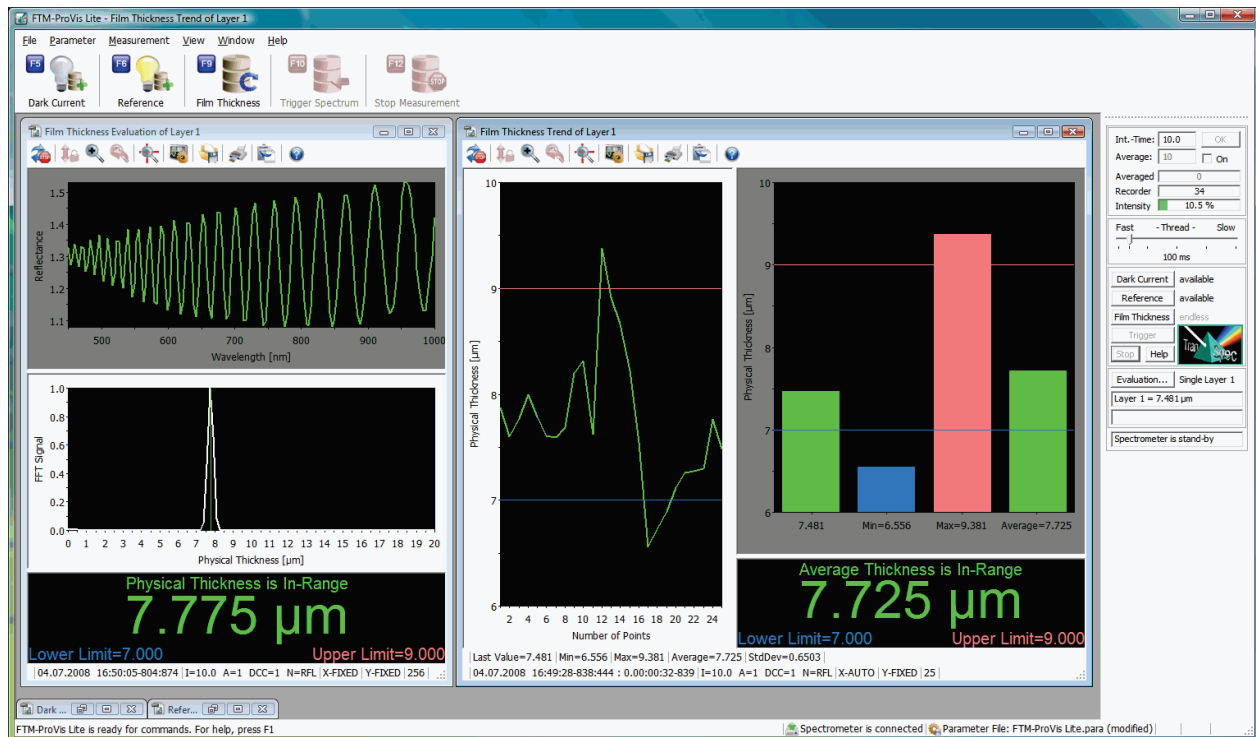 FTM-ProVis Lite - Film Thickness Trend of Layer 1
File Parameter Measurement View Window Help
F5 F6 F9 F10 F12
STOP
Dark Current Reference Film Thickness Trigger Spectrum Stop Measurement
Film Thickness Evaluation of Layer 1
1.5
1.4
1.3
1.2
1.1
Reflectance
500 600 700 800 900 1000
Wavelength [nm]
1.0
0.8
0.6
0.4
0.2
0.0
FFT Signal
0 1 2 3 4 5 6 7 8 9 10 11 12 13 14 15 16 17 18 19 20
Physical Thickness [µm]
Physical Thickness is In-Range
7.775 µm
Lower Limit=7.000 Upper Limit=9.000
04.07.2008 16:50:05-804:874 I=10.0 A=1 DCC=1 N=RFL X-FIXED Y-FIXED 256
Film Thickness Trend of Layer 1
10
9
8
7
6
Physical Thickness [µm]
2 4 6 8 10 12 14 16 18 20 22 24
Number of Points
10
9
8
7
6
Physical Thickness [µm]
7.481 Min=6.556 Max=9.381 Average=7.725
Average Thickness is In-Range
7.725 µm
Lower Limit=7.000 Upper Limit=9.000
Last Value=7.481 Min=6.556 Max=9.381 Average=7.725 StdDev=0.6503
04.07.2008 16:49:28-838:444 : 0.00:00:32-839 I=10.0 A=1 DCC=1 N=RFL X-AUTO Y-FIXED 25
Int.-Time: 10.0 OK
Average: 10 On
Averaged 0
Recorder 34
Intensity 10.5 %
Fast - Thread - Slow
100 ms
Dark Current available
Reference available
Film Thickness endless
Trigger
Stop Help
TranSpec
Evaluation... Single Layer 1
Layer 1 = 7.481 µm
Spectrometer is stand-by
Dark ... Refer...
FTM-ProVis Lite is ready for commands. For help, press F1
Spectrometer is connected Parameter File: FTM-ProVis Lite.para (modified)